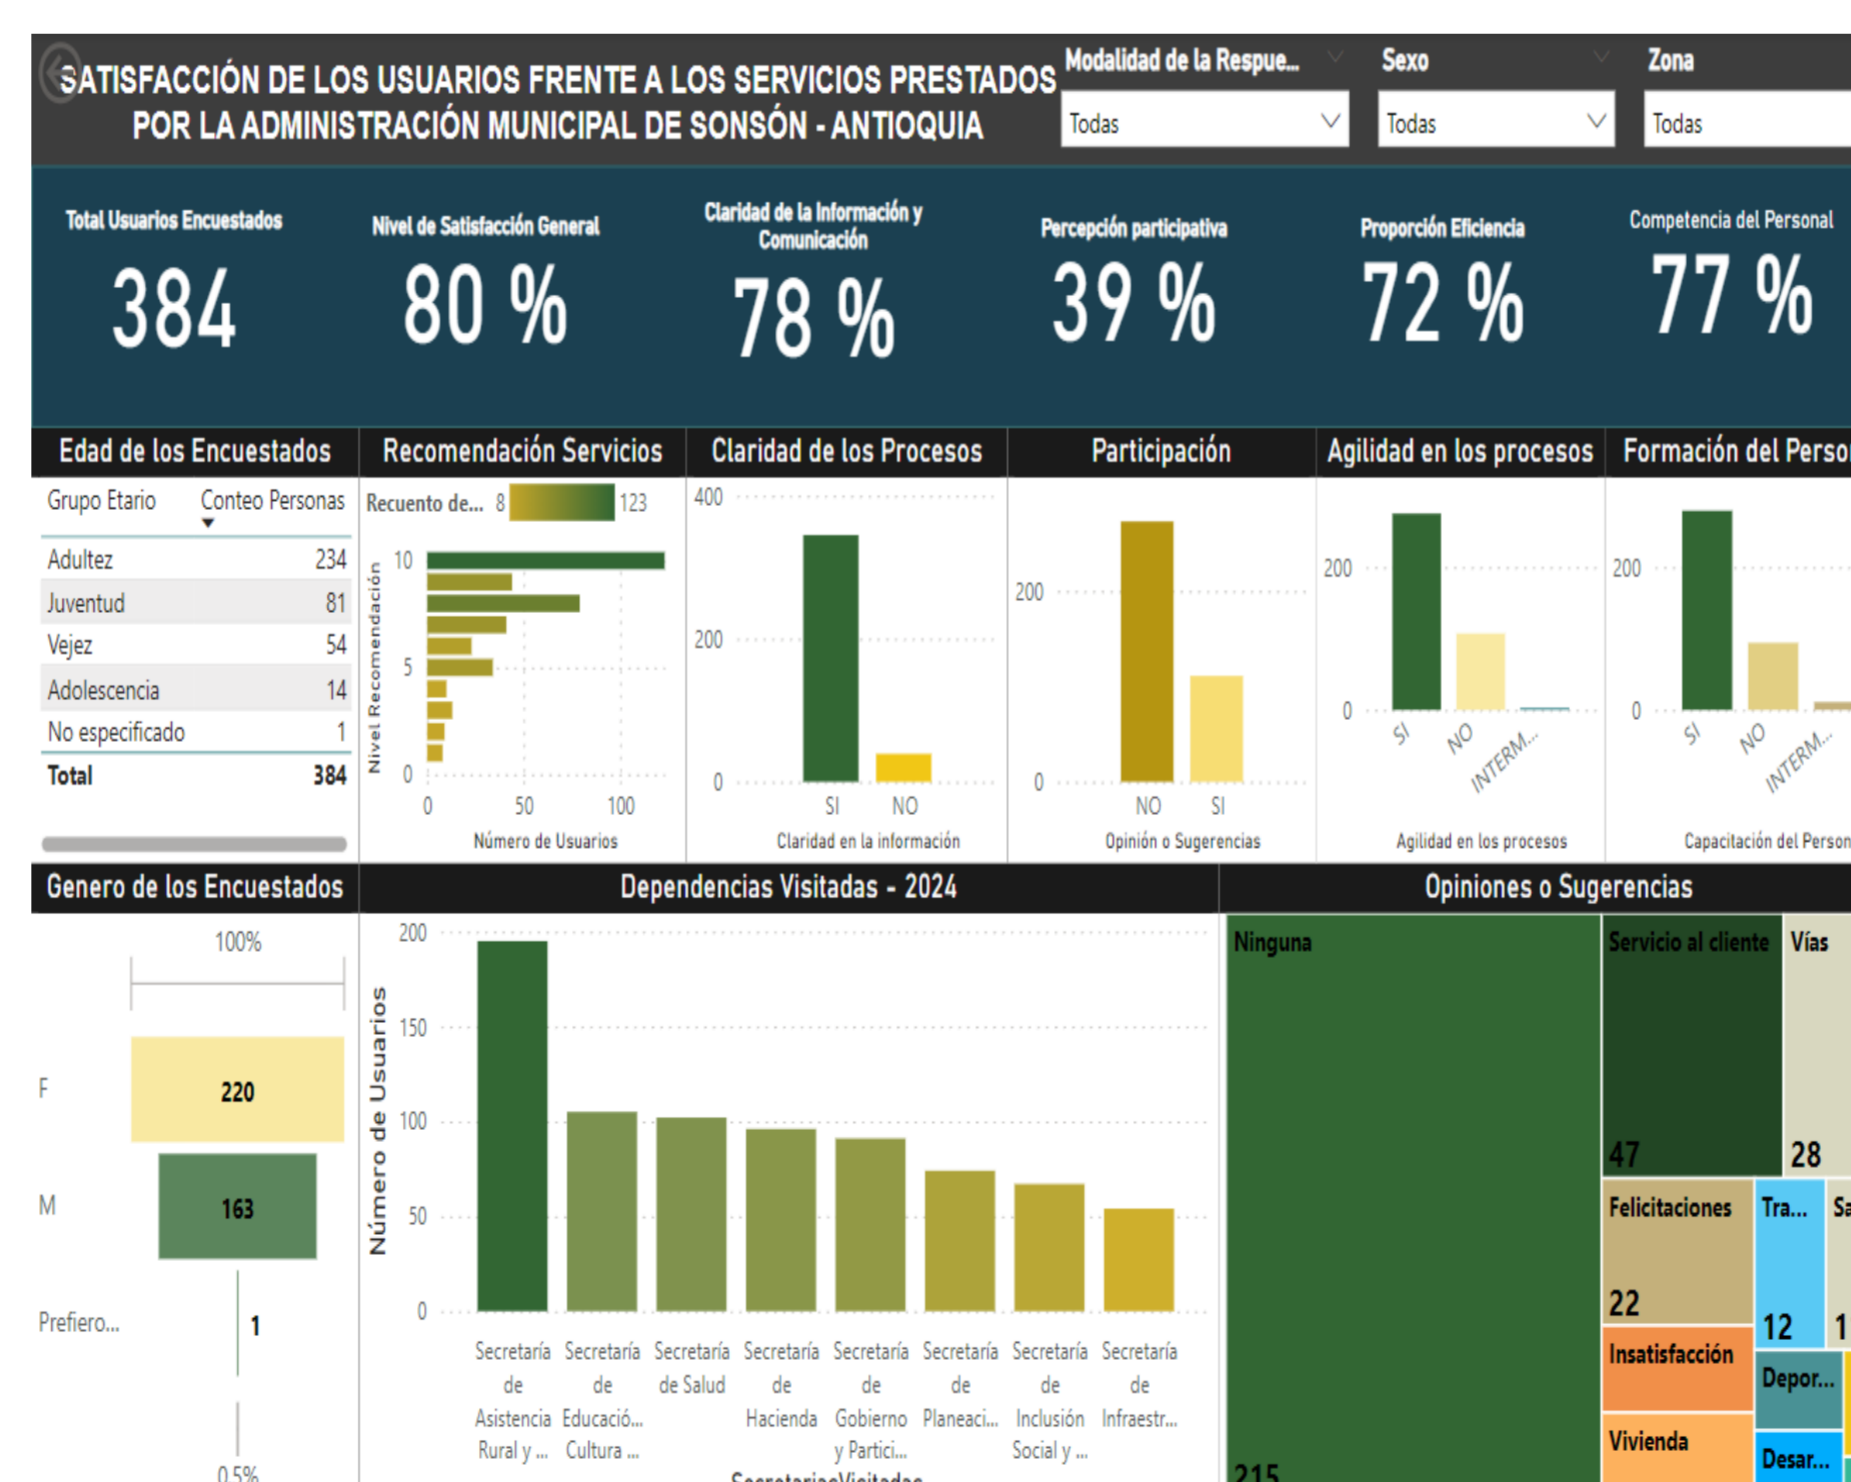 SATISFACCIÓN DE LOS USUARIOS FRENTE A LOS SERVICIOS PRESTADOS
POR LA ADMINISTRACIÓN MUNICIPAL DE SONSÓN - ANTIOQUIA
Modalidad de la Respue...
Todas
Sexo
Todas
Zona
Todas
Total Usuarios Encuestados
384
Nivel de Satisfacción General
80 %
Claridad de la Información y
Comunicación
78 %
Percepción participativa
39 %
Proporción Eficiencia
72 %
Competencia del Personal
77 %
Edad de los Encuestados
Grupo Etario Conteo Personas
Adultez 234
Juventud 81
Vejez 54
Adolescencia 14
No especificado 1
Total 384
Recomendación Servicios
Recuento de... 8 123
Nivel Recomendación
10
5
0
0 50 100
Número de Usuarios
Claridad de los Procesos
400
200
0
SI NO
Claridad en la información
Participación
200
0
NO SI
Opinión o Sugerencias
Agilidad en los procesos
200
0
SI NO INTERM...
Agilidad en los procesos
Formación del Perso
200
0
SI NO INTERM...
Capacitación del Person
Genero de los Encuestados
100%
F 220
M 163
Prefiero... 1
0.5%
Dependencias Visitadas - 2024
Número de Usuarios
200
150
100
50
0
Secretaría de Asistencia Rural y ...
Secretaría de Educació... Cultura ...
Secretaría de Salud
Secretaría de Hacienda
Secretaría de Gobierno y Partici...
Secretaría de Planeaci...
Secretaría de Inclusión Social y ...
Secretaría de Infraestr...
SecretariasVisitadas
Opiniones o Sugerencias
Ninguna
215
Servicio al cliente
47
Vías
28
Felicitaciones
22
Tra...
12
Sa
1
Insatisfacción
Depor...
Vivienda
Desar...